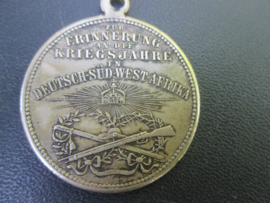 ZUR
ERINNERUNG
AN DIE
KRIEGSJAHRE
IN
DEUTSCH-SÜD-WEST-AFRIKA